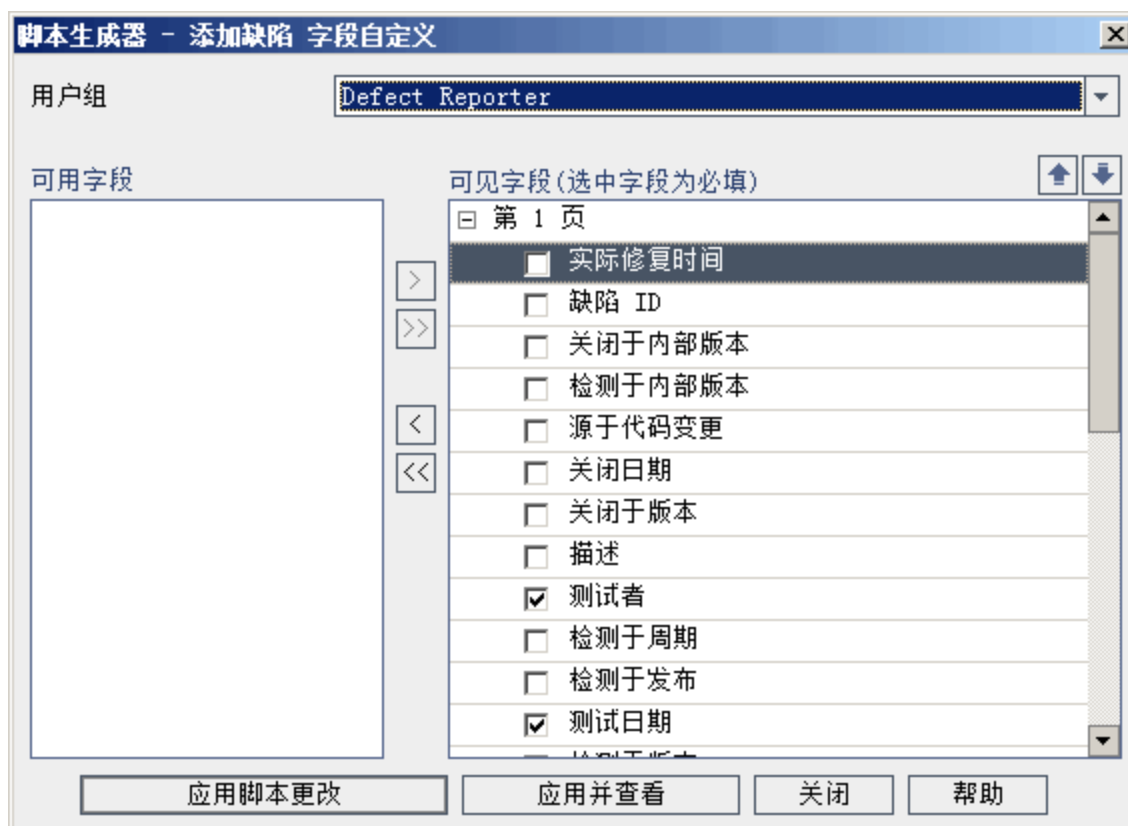 脚本生成器 - 添加缺陷 字段自定义
用户组
Defect Reporter
可用字段
可见字段(选中字段为必填)
第 1 页
实际修复时间
缺陷 ID
关闭于内部版本
检测于内部版本
源于代码变更
关闭日期
关闭于版本
描述
测试者
检测于周期
检测于发布
测试日期
检测于版本
>
>>
<
<<
应用脚本更改
应用并查看
关闭
帮助